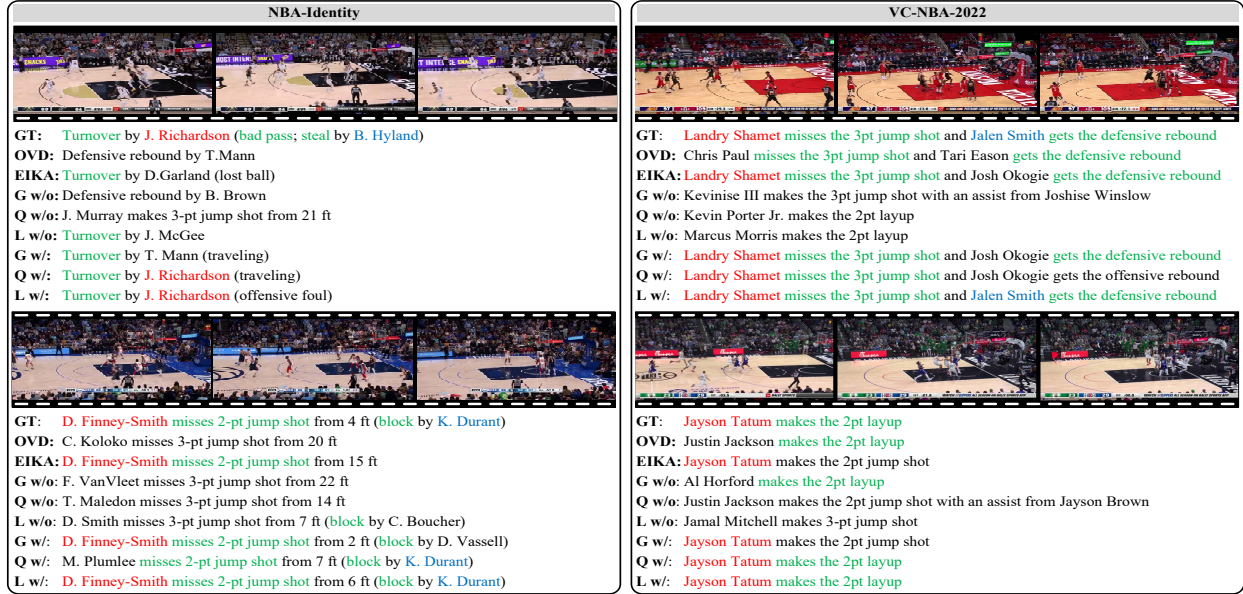 NBA-Identity
GT: Turnover by J. Richardson (bad pass; steal by B. Hyland)
OVD: Defensive rebound by T.Mann
EIKA: Turnover by D.Garland (lost ball)
G w/o: Defensive rebound by B. Brown
Q w/o: J. Murray makes 3-pt jump shot from 21 ft
L w/o: Turnover by J. McGee
G w/: Turnover by T. Mann (traveling)
Q w/: Turnover by J. Richardson (traveling)
L w/: Turnover by J. Richardson (offensive foul)
GT: D. Finney-Smith misses 2-pt jump shot from 4 ft (block by K. Durant)
OVD: C. Koloko misses 3-pt jump shot from 20 ft
EIKA: D. Finney-Smith misses 2-pt jump shot from 15 ft
G w/o: F. VanVleet misses 3-pt jump shot from 22 ft
Q w/o: T. Maledon misses 3-pt jump shot from 14 ft
L w/o: D. Smith misses 3-pt jump shot from 7 ft (block by C. Boucher)
G w/: D. Finney-Smith misses 2-pt jump shot from 2 ft (block by D. Vassell)
Q w/: M. Plumlee misses 2-pt jump shot from 7 ft (block by K. Durant)
L w/: D. Finney-Smith misses 2-pt jump shot from 6 ft (block by K. Durant)
VC-NBA-2022
GT: Landry Shamet misses the 3pt jump shot and Jalen Smith gets the defensive rebound
OVD: Chris Paul misses the 3pt jump shot and Tari Eason gets the defensive rebound
EIKA: Landry Shamet misses the 3pt jump shot and Josh Okogie gets the defensive rebound
G w/o: Kevinise III makes the 3pt jump shot with an assist from Joshise Winslow
Q w/o: Kevin Porter Jr. makes the 2pt layup
L w/o: Marcus Morris makes the 2pt layup
G w/: Landry Shamet misses the 3pt jump shot and Josh Okogie gets the defensive rebound
Q w/: Landry Shamet misses the 3pt jump shot and Josh Okogie gets the offensive rebound
L w/: Landry Shamet misses the 3pt jump shot and Jalen Smith gets the defensive rebound
GT: Jayson Tatum makes the 2pt layup
OVD: Justin Jackson makes the 2pt layup
EIKA: Jayson Tatum makes the 2pt jump shot
G w/o: Al Horford makes the 2pt layup
Q w/o: Justin Jackson makes the 2pt jump shot with an assist from Jayson Brown
L w/o: Jamal Mitchell makes 3-pt jump shot
G w/: Jayson Tatum makes the 2pt jump shot
Q w/: Jayson Tatum makes the 2pt layup
L w/: Jayson Tatum makes the 2pt layup